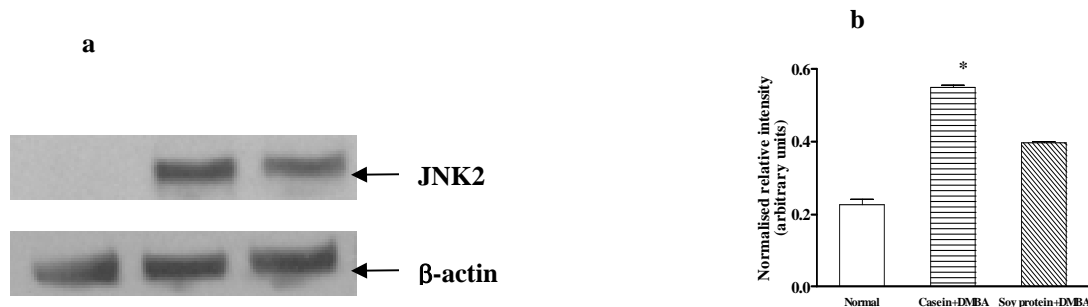 a
JNK2
β-actin
b
Normalised relative intensity
(arbitrary units)
0.6
0.4
0.2
0.0
*
Normal
Casein+DMBA
Soy protein+DMBA